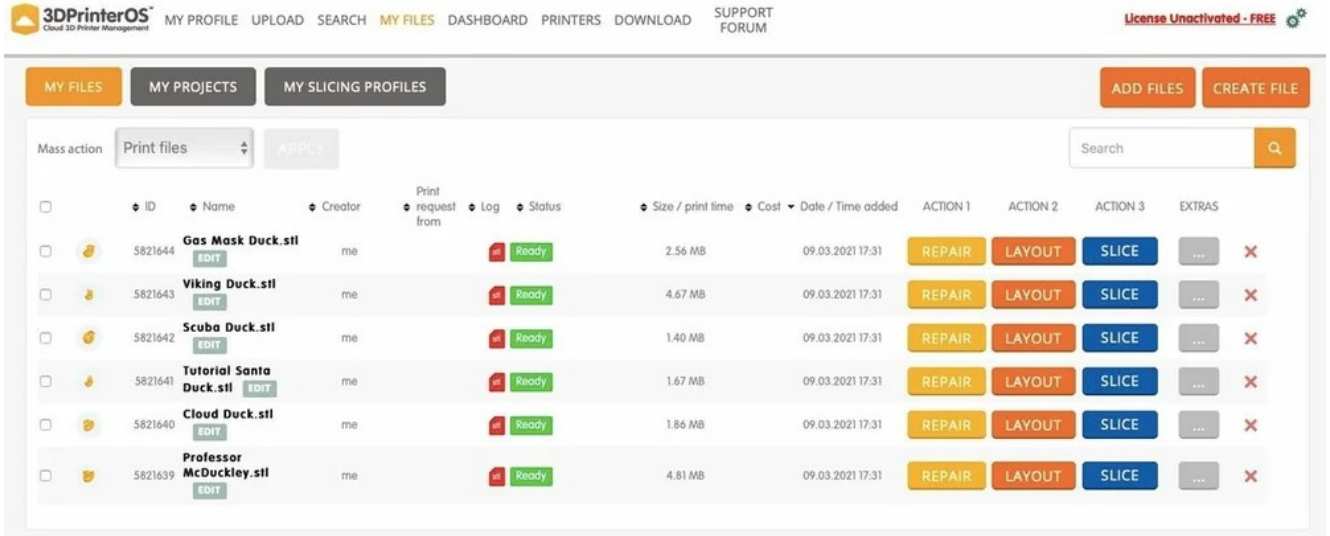 3DPrinterOS™
Cloud 3D Printer Management
MY PROFILE UPLOAD SEARCH MY FILES DASHBOARD PRINTERS DOWNLOAD SUPPORT FORUM
License Unactivated - FREE
MY FILES MY PROJECTS MY SLICING PROFILES ADD FILES CREATE FILE
Mass action Print files APPLY Search
ID Name Creator Print request from Log Status Size / print time Cost Date / Time added ACTION 1 ACTION 2 ACTION 3 EXTRAS
5821644 Gas Mask Duck.stl EDIT me stl Ready 2.56 MB 09.03.2021 17:31 REPAIR LAYOUT SLICE ...
5821643 Viking Duck.stl EDIT me stl Ready 4.67 MB 09.03.2021 17:31 REPAIR LAYOUT SLICE ...
5821642 Scuba Duck.stl EDIT me stl Ready 1.40 MB 09.03.2021 17:31 REPAIR LAYOUT SLICE ...
5821641 Tutorial Santa Duck.stl EDIT me stl Ready 1.67 MB 09.03.2021 17:31 REPAIR LAYOUT SLICE ...
5821640 Cloud Duck.stl EDIT me stl Ready 1.86 MB 09.03.2021 17:31 REPAIR LAYOUT SLICE ...
5821639 Professor McDuckley.stl EDIT me stl Ready 4.81 MB 09.03.2021 17:31 REPAIR LAYOUT SLICE ...